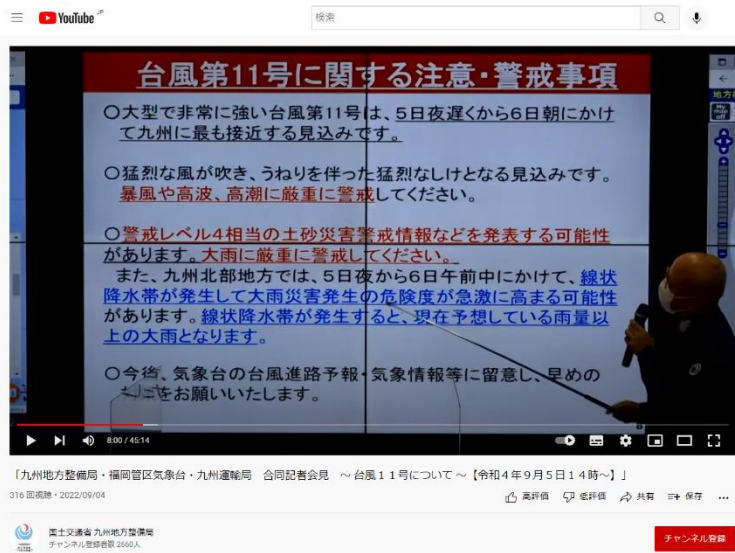 YouTube JP
検索
台風第11号に関する注意・警戒事項
○大型で非常に強い台風第11号は、5日夜遅くから6日朝にかけ
て九州に最も接近する見込みです。
○猛烈な風が吹き、うねりを伴った猛烈なしけとなる見込みです。
暴風や高波、高潮に厳重に警戒してください。
○警戒レベル4相当の土砂災害警戒情報などを発表する可能性
があります。大雨に厳重に警戒してください。
また、九州北部地方では、5日夜から6日午前中にかけて、線状
降水帯が発生して大雨災害発生の危険度が急激に高まる可能性
があります。線状降水帯が発生すると、現在予想している雨量以
上の大雨となります。
○今後、気象台の台風進路予報・気象情報等に留意し、早めの
をお願いいたします。
8:00 / 45:14
「九州地方整備局・福岡管区気象台・九州運輸局 合同記者会見 ~台風11号について~【令和4年9月5日14時~】」
316 回視聴・2022/09/04
高評価 低評価 共有 保存
国土交通省 九州地方整備局
チャンネル登録者数 2660人
チャンネル登録